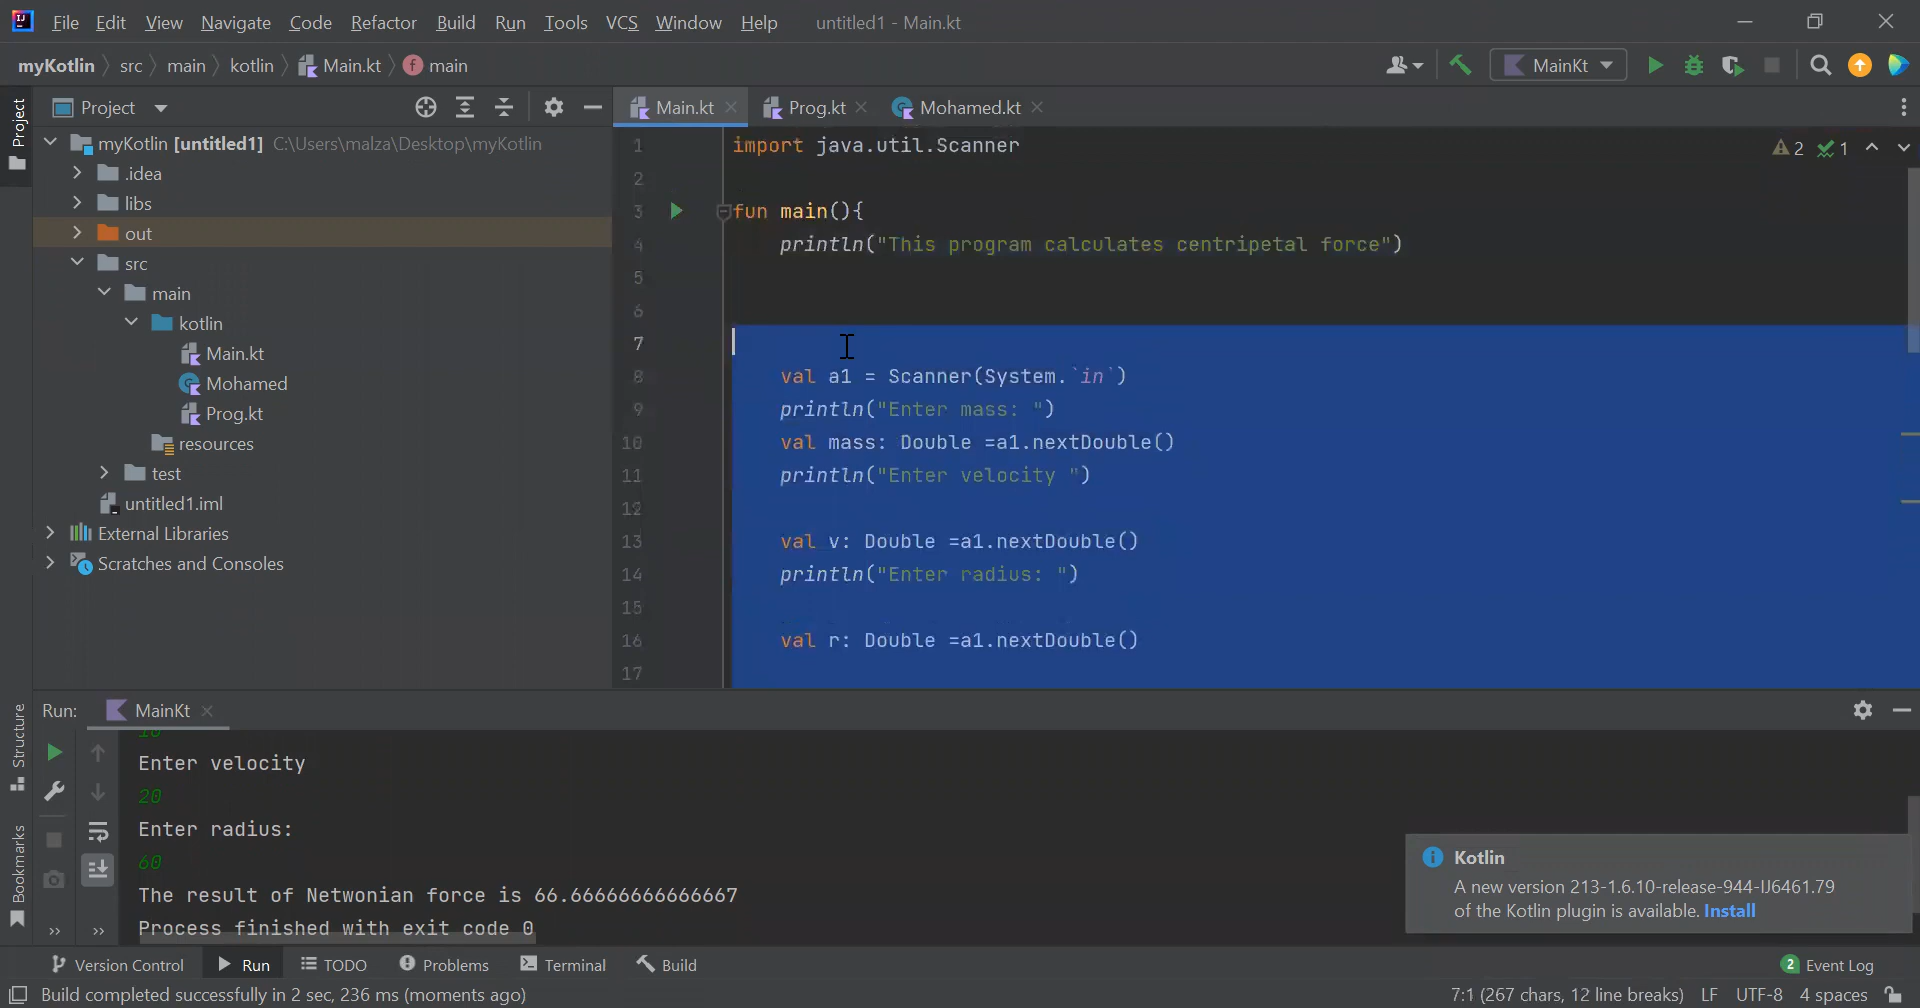 File Edit View Navigate Code Refactor Build Run Tools VCS Window Help untitled1 - Main.kt
myKotlin src main kotlin Main.kt f main MainKt
Project Main.kt Prog.kt Mohamed.kt
Project
myKotlin [untitled1] C:\Users\malza\Desktop\myKotlin
.idea
libs
out
src
main
kotlin
Main.kt
Mohamed
Prog.kt
resources
test
untitled1.iml
External Libraries
Scratches and Consoles
2 1
1 import java.util.Scanner
2
3 fun main(){
4 println("This program calculates centripetal force")
5
6
7
8 val a1 = Scanner(System.`in`)
9 println("Enter mass: ")
10 val mass: Double =a1.nextDouble()
11 println("Enter velocity ")
12
13 val v: Double =a1.nextDouble()
14 println("Enter radius: ")
15
16 val r: Double =a1.nextDouble()
17
Structure
Bookmarks
Run: MainKt
Enter velocity
20
Enter radius:
60
The result of Netwonian force is 66.66666666666667
Process finished with exit code 0
Kotlin
A new version 213-1.6.10-release-944-IJ6461.79
of the Kotlin plugin is available. Install
Version Control Run TODO Problems Terminal Build 2 Event Log
Build completed successfully in 2 sec, 236 ms (moments ago) 7:1 (267 chars, 12 line breaks) LF UTF-8 4 spaces